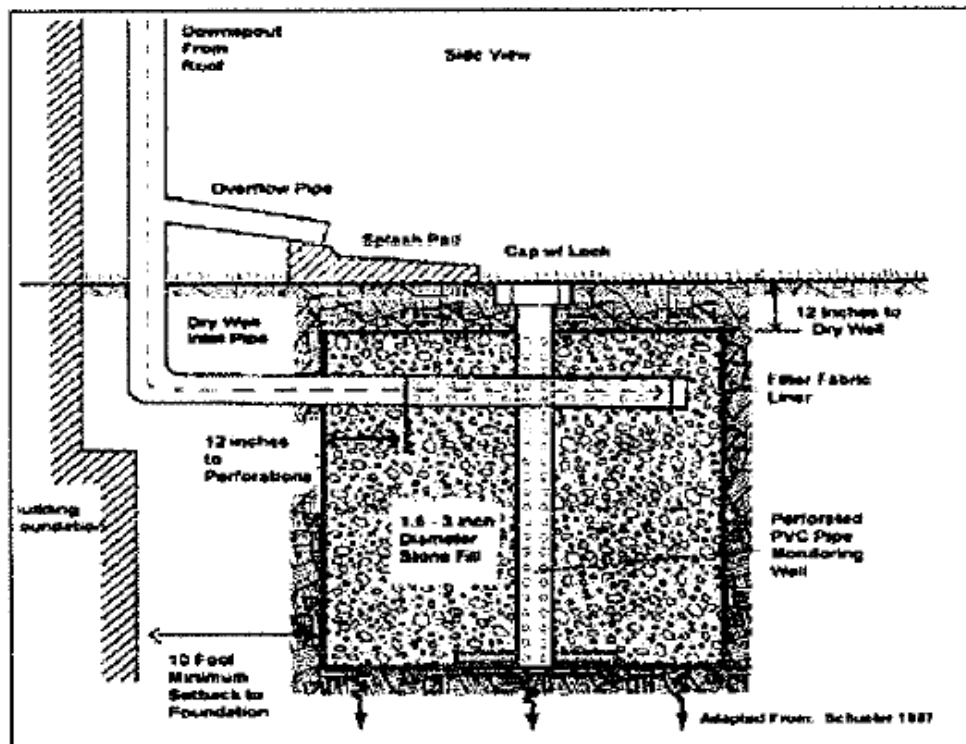 Downspout
From
Roof
Side View
Overflow Pipe
Splash Pad
Cap w/ Lock
Dry Well
Inlet Pipe
12 inches to
Dry Well
Filter Fabric
Liner
12 inches
to
Perforations
uilding
oundation
1.5 - 3 inch
Diameter
Stone Fill
Perforated
PVC Pipe
Monitoring
Well
10 Foot
Minimum
Setback to
Foundation
Adapted From: Schueler 1987